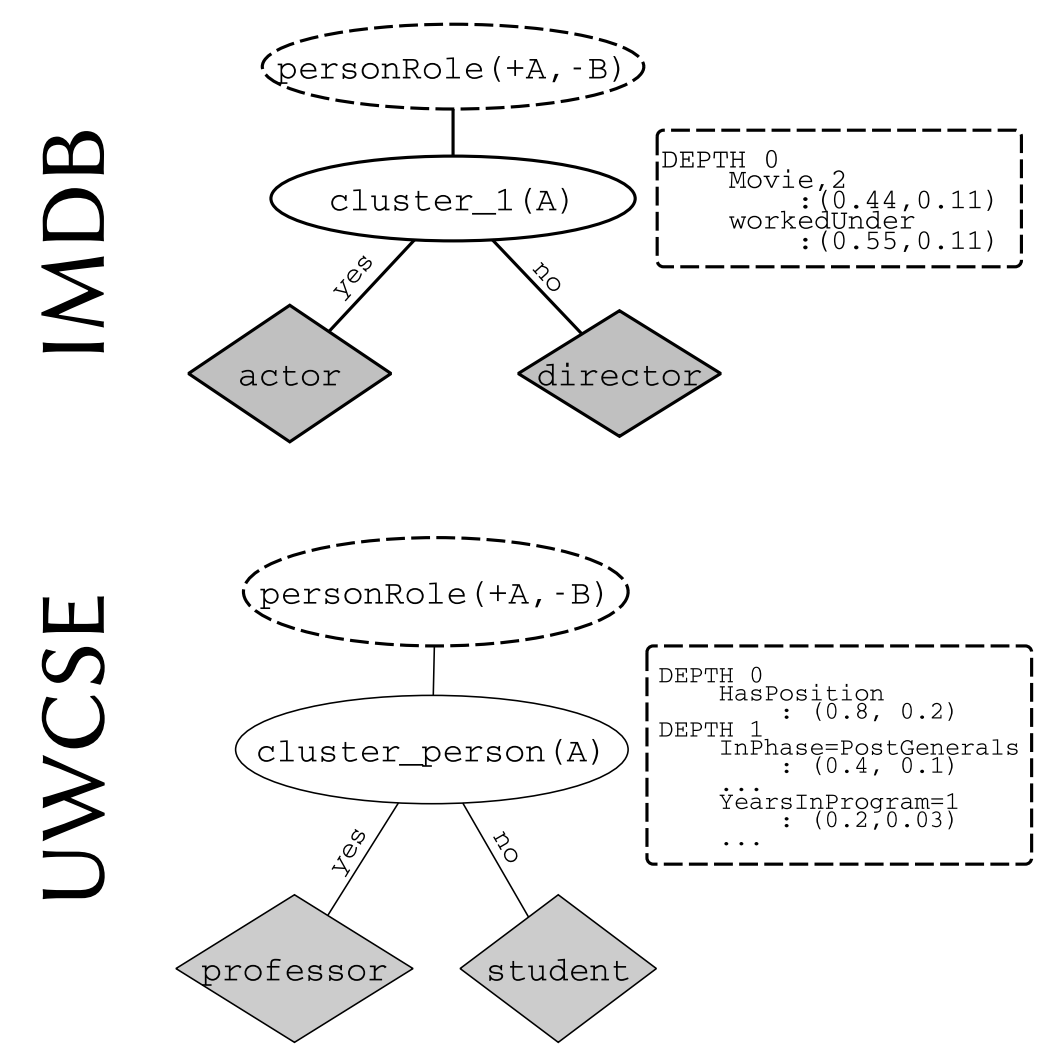 IMDB
personRole(+A,-B)
cluster_1(A)
yes
no
actor
director
DEPTH 0
Movie,2
:(0.44,0.11)
workedUnder
:(0.55,0.11)
UWCSE
personRole(+A,-B)
cluster_person(A)
yes
no
professor
student
DEPTH 0
HasPosition
: (0.8, 0.2)
DEPTH 1
InPhase=PostGenerals
: (0.4, 0.1)
...
YearsInProgram=1
: (0.2,0.03)
...